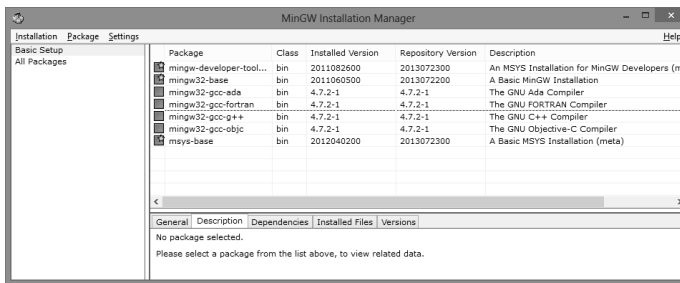 MinGW Installation Manager
Installation Package Settings Help
Basic Setup
All Packages
Package Class Installed Version Repository Version Description
mingw-developer-tool... bin 2011082600 2013072300 An MSYS Installation for MinGW Developers (m
mingw32-base bin 2011060500 2013072200 A Basic MinGW Installation
mingw32-gcc-ada bin 4.7.2-1 4.7.2-1 The GNU Ada Compiler
mingw32-gcc-fortran bin 4.7.2-1 4.7.2-1 The GNU FORTRAN Compiler
mingw32-gcc-g++ bin 4.7.2-1 4.7.2-1 The GNU C++ Compiler
mingw32-gcc-objc bin 4.7.2-1 4.7.2-1 The GNU Objective-C Compiler
msys-base bin 2012040200 2013072300 A Basic MSYS Installation (meta)
General Description Dependencies Installed Files Versions
No package selected.
Please select a package from the list above, to view related data.